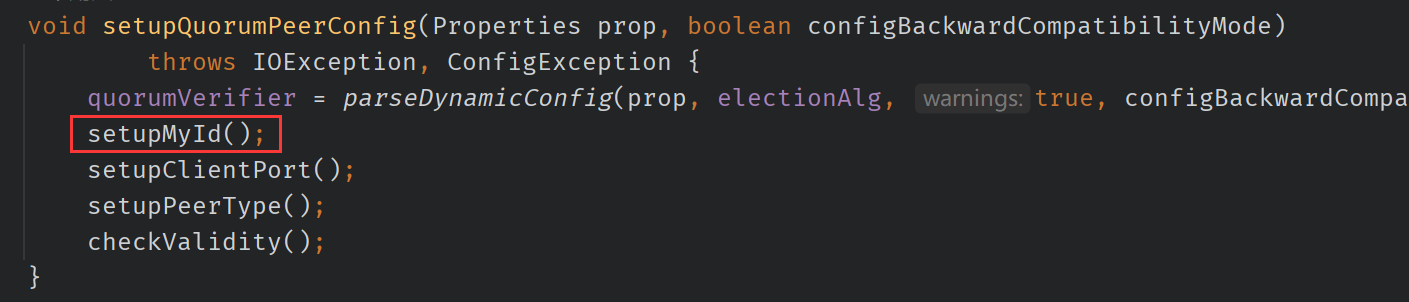 void setupQuorumPeerConfig(Properties prop, boolean configBackwardCompatibilityMode)
throws IOException, ConfigException {
quorumVerifier = parseDynamicConfig(prop, electionAlg, warnings: true, configBackwardCompa
setupMyId();
setupClientPort();
setupPeerType();
checkValidity();
}